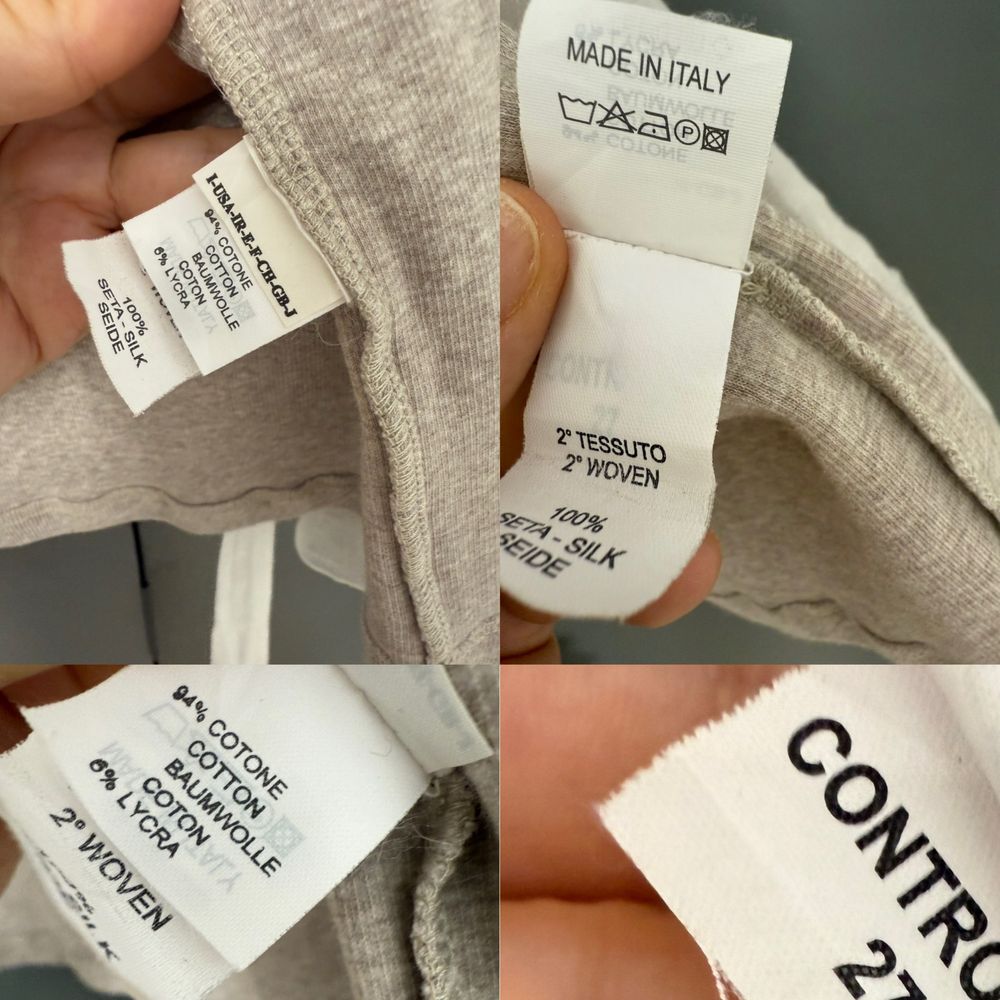 I-USA-IR-E-F-CH-GB-J
94% COTONE
COTTON
BAUMWOLLE
COTON
6% LYCRA
100%
SETA - SILK
SEIDE
MADE IN ITALY
P
2° TESSUTO
2° WOVEN
100%
SETA - SILK
SEIDE
94% COTONE
COTTON
BAUMWOLLE
COTON
6% LYCRA
2° WOVEN
CONTRO
27